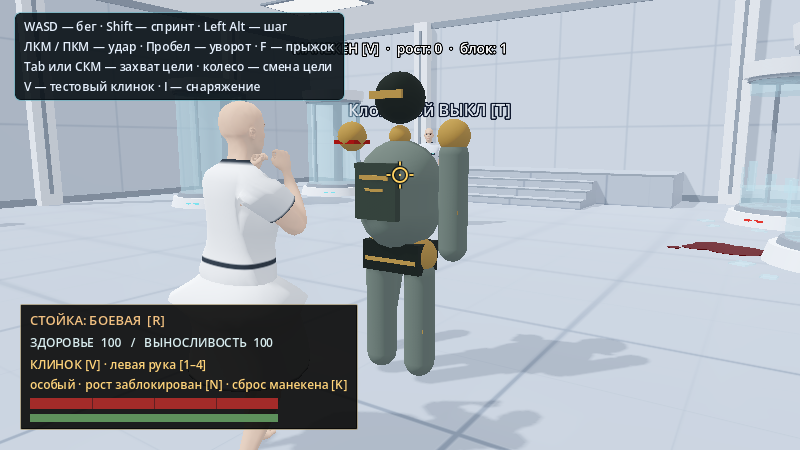 WASD — бег · Shift — спринт · Left Alt — шаг
ЛКМ / ПКМ — удар · Пробел — уворот · F — прыжок
Tab или СКМ — захват цели · колесо — смена цели
V — тестовый клинок · I — снаряжение
[V] · рост: 0 · блок: 1
ВЫКЛ [T]
СТОЙКА: БОЕВАЯ [R]
ЗДОРОВЬЕ 100 / ВЫНОСЛИВОСТЬ 100
КЛИНОК [V] · левая рука [1–4]
особый · рост заблокирован [N] · сброс манекена [K]